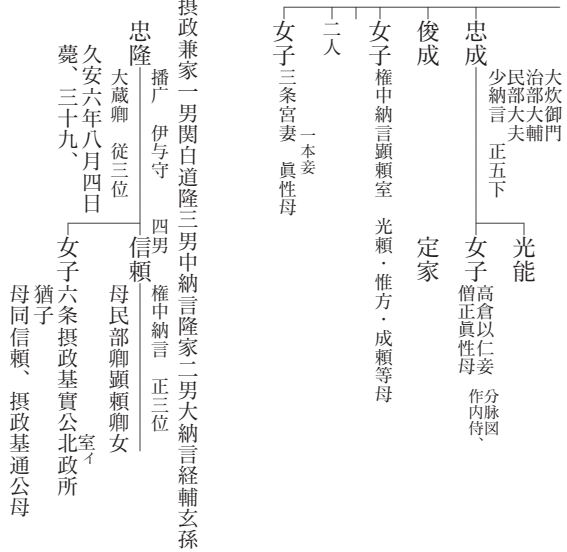 大炊御門
治部大輔
民部大夫
少納言　正五下
忠成
光能
女子
高倉以仁妾
僧正眞性母
分脉図
作内侍、
俊成
定家
女子
権中納言顕頼室　光頼・惟方・成頼等母
二人
女子
三条宮妻　眞性母
一本妾
摂政兼家一男関白道隆三男中納言隆家二男大納言経輔玄孫
忠隆
播广　伊与守
大蔵卿　従三位
久安六年八月四日
薨、三十九、
四男　権中納言　正三位
信頼
母民部卿顕頼卿女
女子
六条摂政基實公北政所
室イ
猶子
母同信頼、摂政基通公母